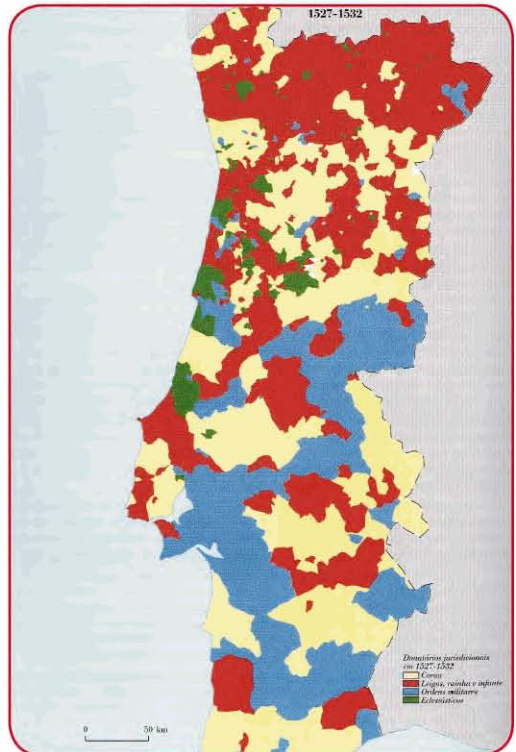 1527-1532
Donatários jurisdicionais
em 1527-1532
Coroa
Leigos, rainha e infante
Ordens militares
Eclesiásticos
0 50 km